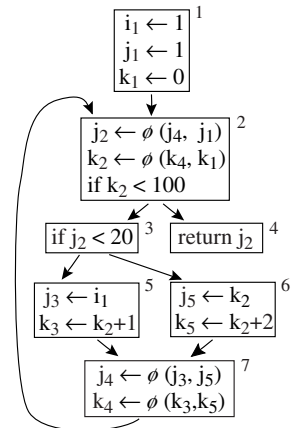 1
i₁ ← 1
j₁ ← 1
k₁ ← 0
2
j₂ ← ϕ (j₄, j₁)
k₂ ← ϕ (k₄, k₁)
if k₂ < 100
3
if j₂ < 20
4
return j₂
5
j₃ ← i₁
k₃ ← k₂+1
6
j₅ ← k₂
k₅ ← k₂+2
7
j₄ ← ϕ (j₃, j₅)
k₄ ← ϕ (k₃,k₅)